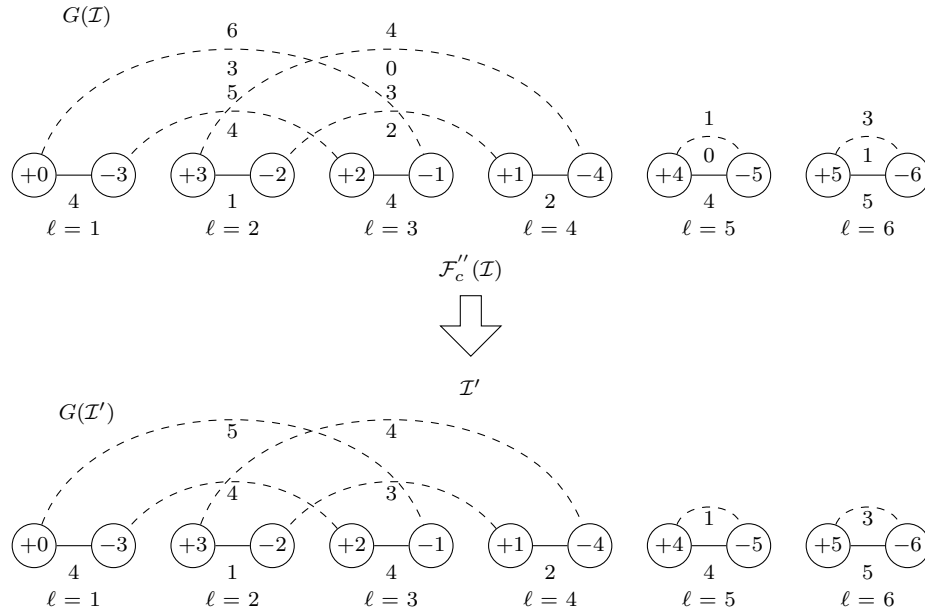 G(I)
6 4
3 0
5 3
4 2
1 3
0 1
+0 −3 +3 −2 +2 −1 +1 −4 +4 −5 +5 −6
4 1 4 2 4 5
ℓ = 1 ℓ = 2 ℓ = 3 ℓ = 4 ℓ = 5 ℓ = 6
F''c(I)
I′
G(I′)
5 4
4 3
1 3
+0 −3 +3 −2 +2 −1 +1 −4 +4 −5 +5 −6
4 1 4 2 4 5
ℓ = 1 ℓ = 2 ℓ = 3 ℓ = 4 ℓ = 5 ℓ = 6